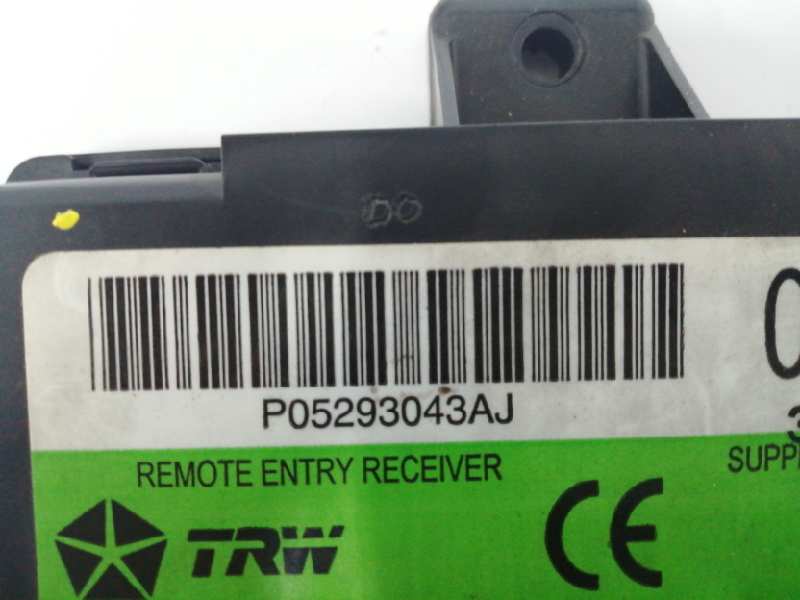 P05293043AJ
REMOTE ENTRY RECEIVER
TRW
CE